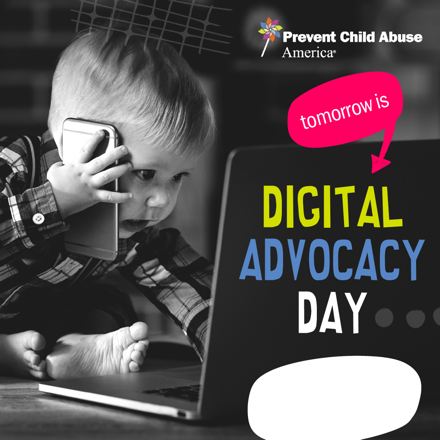 Prevent Child Abuse
America®
tomorrow is
DIGITAL
ADVOCACY
DAY